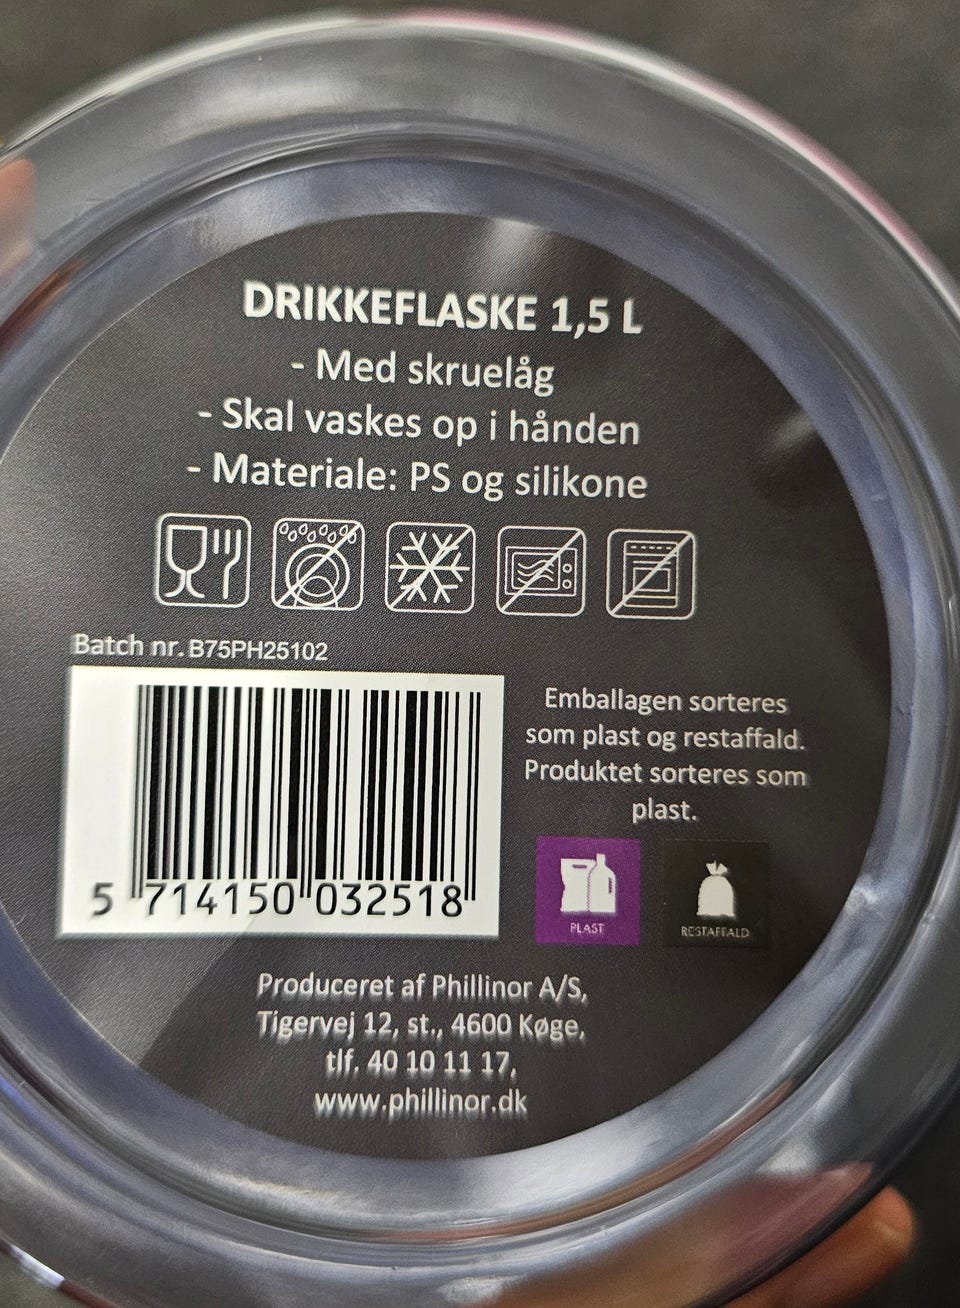 DRIKKEFLASKE 1,5 L
- Med skruelåg
- Skal vaskes op i hånden
- Materiale: PS og silikone
Batch nr. B75PH25102
5 714150 032518
Emballagen sorteres
som plast og restaffald.
Produktet sorteres som
plast.
PLAST
RESTAFFALD
Produceret af Phillinor A/S,
Tigervej 12, st., 4600 Køge,
tlf. 40 10 11 17,
www.phillinor.dk